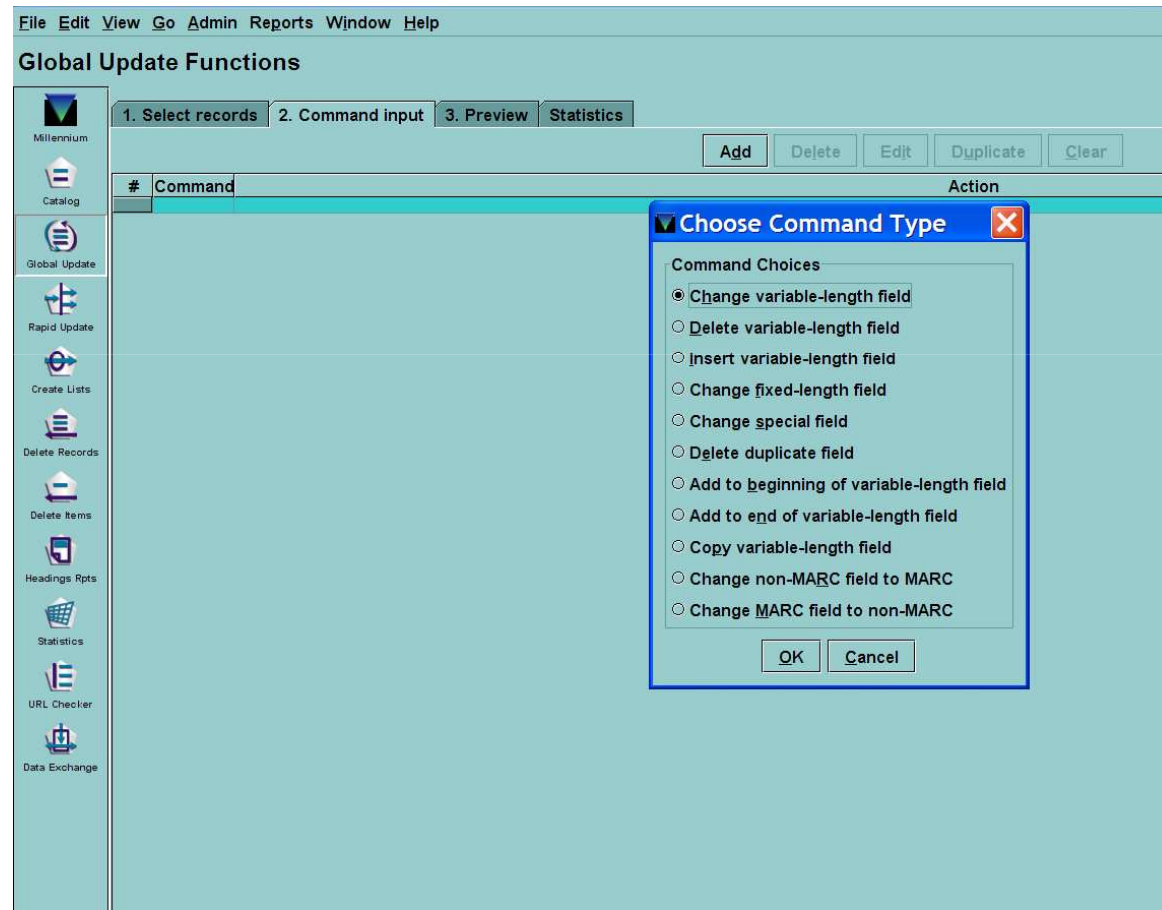 File Edit View Go Admin Reports Window Help
Global Update Functions
Millennium
Catalog
Global Update
Rapid Update
Create Lists
Delete Records
Delete Items
Headings Rpts
Statistics
URL Checker
Data Exchange
1. Select records 2. Command input 3. Preview Statistics
Add Delete Edit Duplicate Clear
# Command Action
Choose Command Type
Command Choices
Change variable-length field
Delete variable-length field
Insert variable-length field
Change fixed-length field
Change special field
Delete duplicate field
Add to beginning of variable-length field
Add to end of variable-length field
Copy variable-length field
Change non-MARC field to MARC
Change MARC field to non-MARC
OK Cancel